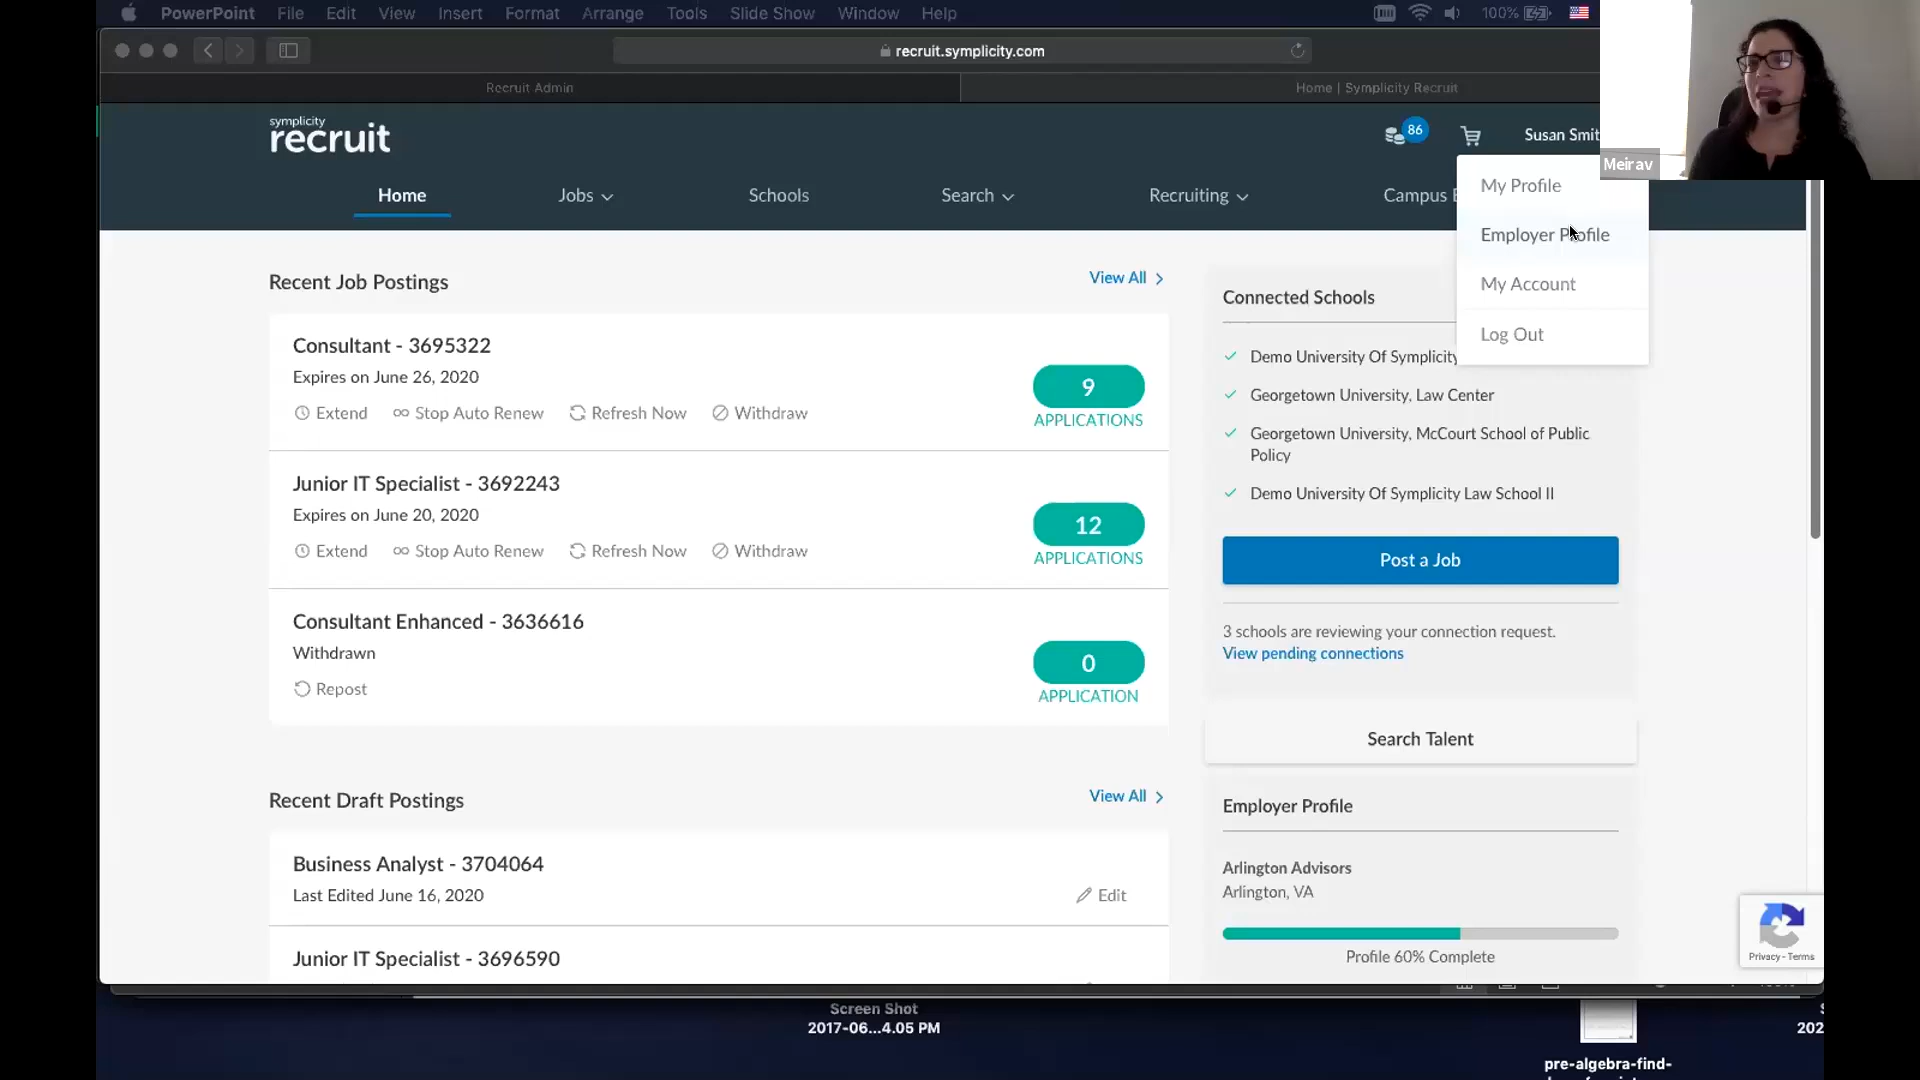 PowerPoint File Edit View Insert Format Arrange Tools Slide Show Window Help 100%
recruit.symplicity.com
Recruit Admin
Home | Symplicity Recruit
symplicity
recruit
86
Susan Smit
Meirav
Home Jobs Schools Search Recruiting Campus
My Profile
Employer Profile
My Account
Log Out
Recent Job Postings
View All
Consultant - 3695322
Expires on June 26, 2020
Extend Stop Auto Renew Refresh Now Withdraw
9
APPLICATIONS
Junior IT Specialist - 3692243
Expires on June 20, 2020
Extend Stop Auto Renew Refresh Now Withdraw
12
APPLICATIONS
Consultant Enhanced - 3636616
Withdrawn
Repost
0
APPLICATION
Recent Draft Postings
View All
Business Analyst - 3704064
Last Edited June 16, 2020
Edit
Junior IT Specialist - 3696590
Connected Schools
Demo University Of Symplicity
Georgetown University, Law Center
Georgetown University, McCourt School of Public
Policy
Demo University Of Symplicity Law School II
Post a Job
3 schools are reviewing your connection request.
View pending connections
Search Talent
Employer Profile
Arlington Advisors
Arlington, VA
Profile 60% Complete
Privacy - Terms
Screen Shot
2017-06...4.05 PM
202
pre-algebra-find-